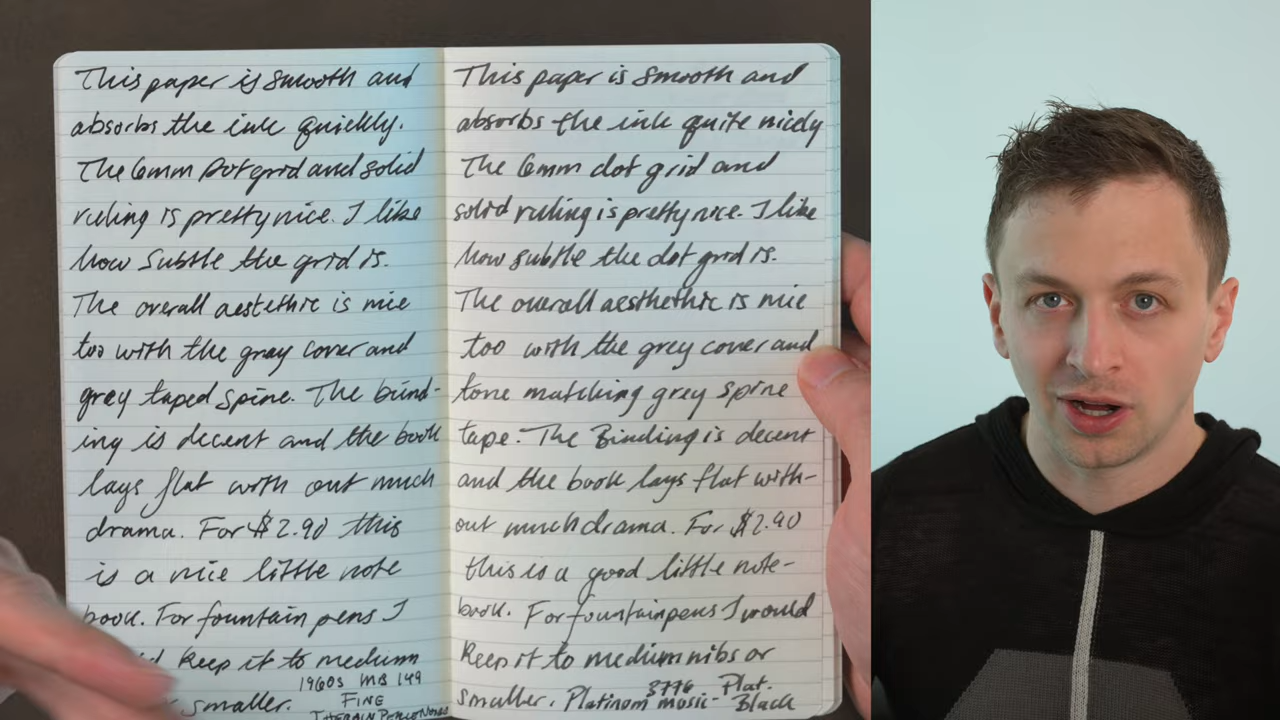 This paper is smooth and
absorbs the ink quickly.
The 6mm Dot grid and solid
ruling is pretty nice. I like
how subtle the grid is.
The overall aestethic is nice
too with the gray cover and
grey taped spine. The bind-
ing is decent and the book
lays flat with out much
drama. For $2.90 this
is a nice little note
book. For fountain pens I
keep it to medium
smaller.
1960s MB 149
FINE
This paper is smooth and
absorbs the ink quite nicely
The 6mm dot grid and
solid ruling is pretty nice. I like
how subtle the dot grid is.
The overall aesthethic is nice
too with the grey cover and
tone matching grey spine
tape. The Binding is decent
and the book lays flat with-
out much drama. For $2.90
this is a good little note-
book. For fountainpens I would
keep it to medium nibs or
smaller. Platinum 3776 music - Plat.
Black